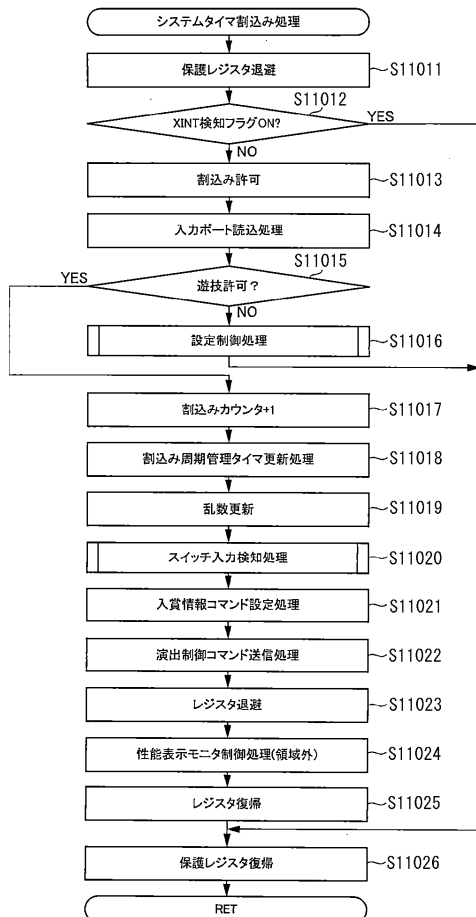 システムタイマ割込み処理
保護レジスタ退避
S11011
S11012
XINT検知フラグON?
YES
NO
割込み許可
S11013
入力ポート読込処理
S11014
S11015
YES
遊技許可?
NO
設定制御処理
S11016
割込みカウンタ+1
S11017
割込み周期管理タイマ更新処理
S11018
乱数更新
S11019
スイッチ入力検知処理
S11020
入賞情報コマンド設定処理
S11021
演出制御コマンド送信処理
S11022
レジスタ退避
S11023
性能表示モニタ制御処理(領域外)
S11024
レジスタ復帰
S11025
保護レジスタ復帰
S11026
RET